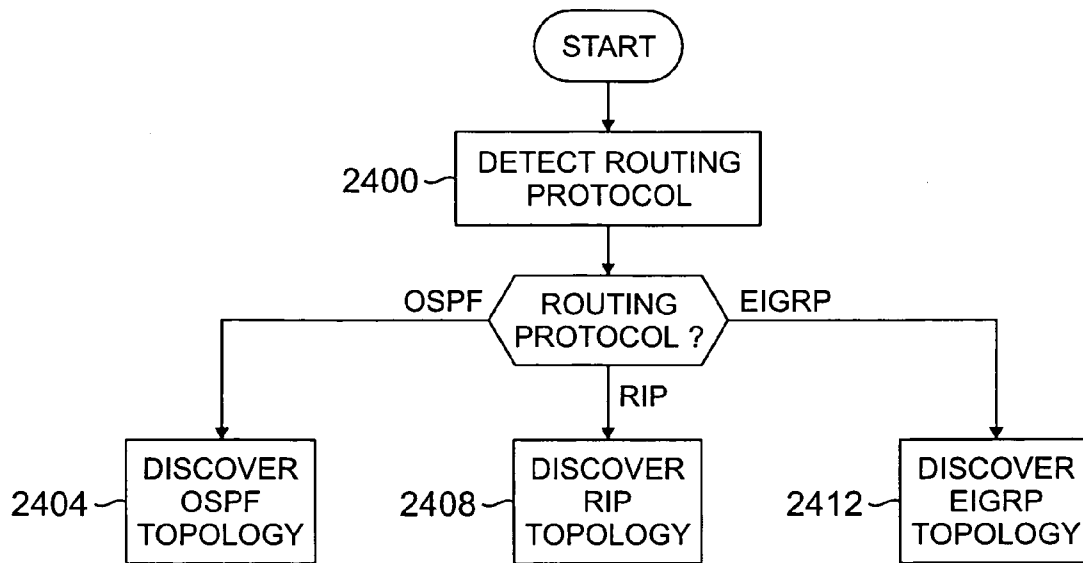 START
2400
DETECT ROUTING
PROTOCOL
OSPF
ROUTING
PROTOCOL ?
EIGRP
RIP
2404
DISCOVER
OSPF
TOPOLOGY
2408
DISCOVER
RIP
TOPOLOGY
2412
DISCOVER
EIGRP
TOPOLOGY